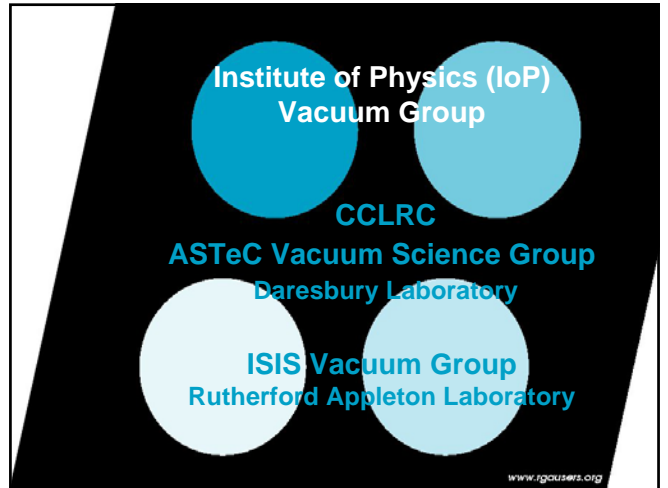 Institute of Physics (IoP)
Vacuum Group
CCLRC
ASTeC Vacuum Science Group
Daresbury Laboratory
ISIS Vacuum Group
Rutherford Appleton Laboratory
www.rgausers.org